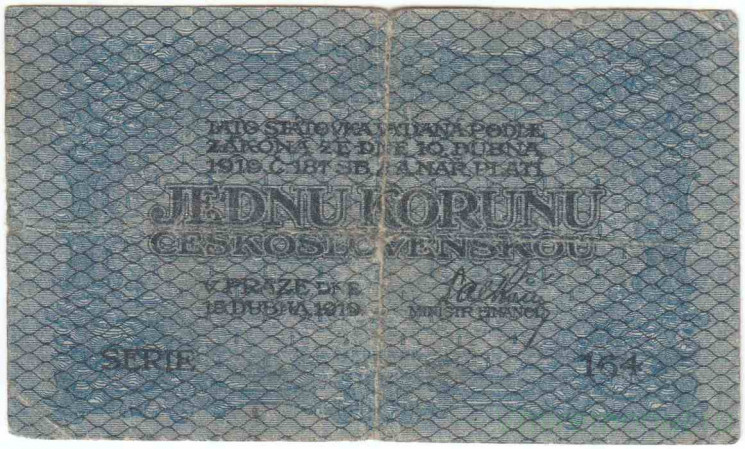 TATO STÁTOVKA VYDANÁ PODLE
ZÁKONA ZE DNE 10. DUBNA
1919 Č. 187 SB. Z. A NAŘ. PLATÍ
JEDNU KORUNU
ČESKOSLOVENSKOU
V PRAZE DNE
15. DUBNA 1919.
MINISTR FINANCÍ
SERIE 164